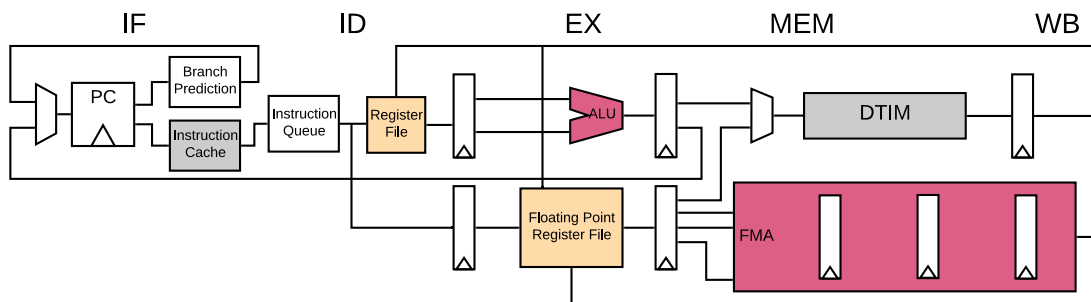 IF
ID
EX
MEM
WB
PC
Branch
Prediction
Instruction
Cache
Instruction
Queue
Register
File
ALU
DTIM
Floating Point
Register File
FMA